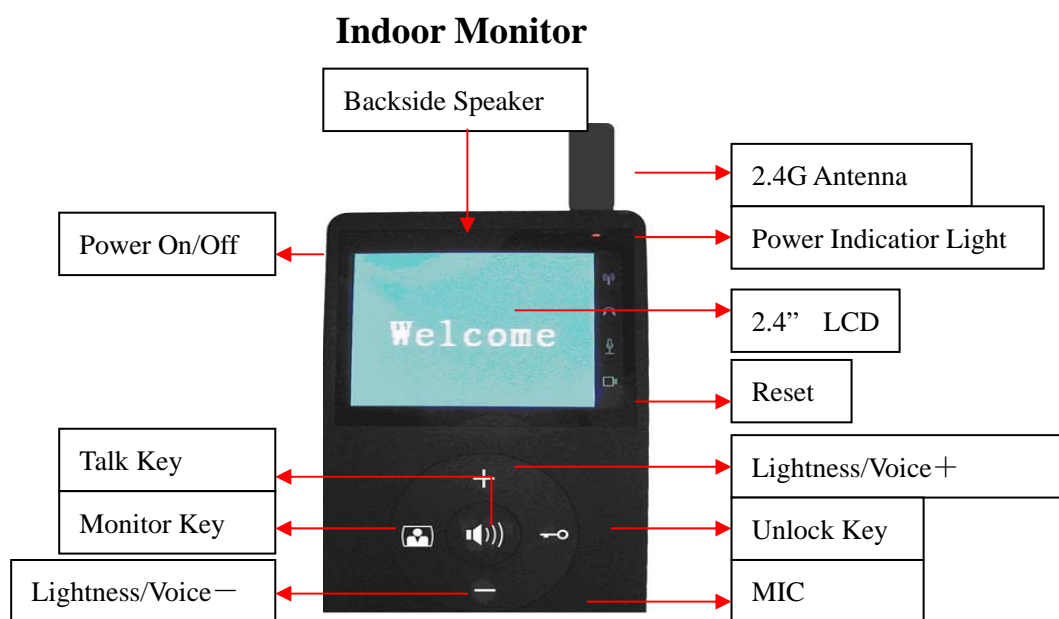 Indoor Monitor
Backside Speaker
2.4G Antenna
Power On/Off
Power Indicatior Light
Welcome
2.4” LCD
Reset
Talk Key
Lightness/Voice＋
Monitor Key
Unlock Key
Lightness/Voice－
MIC